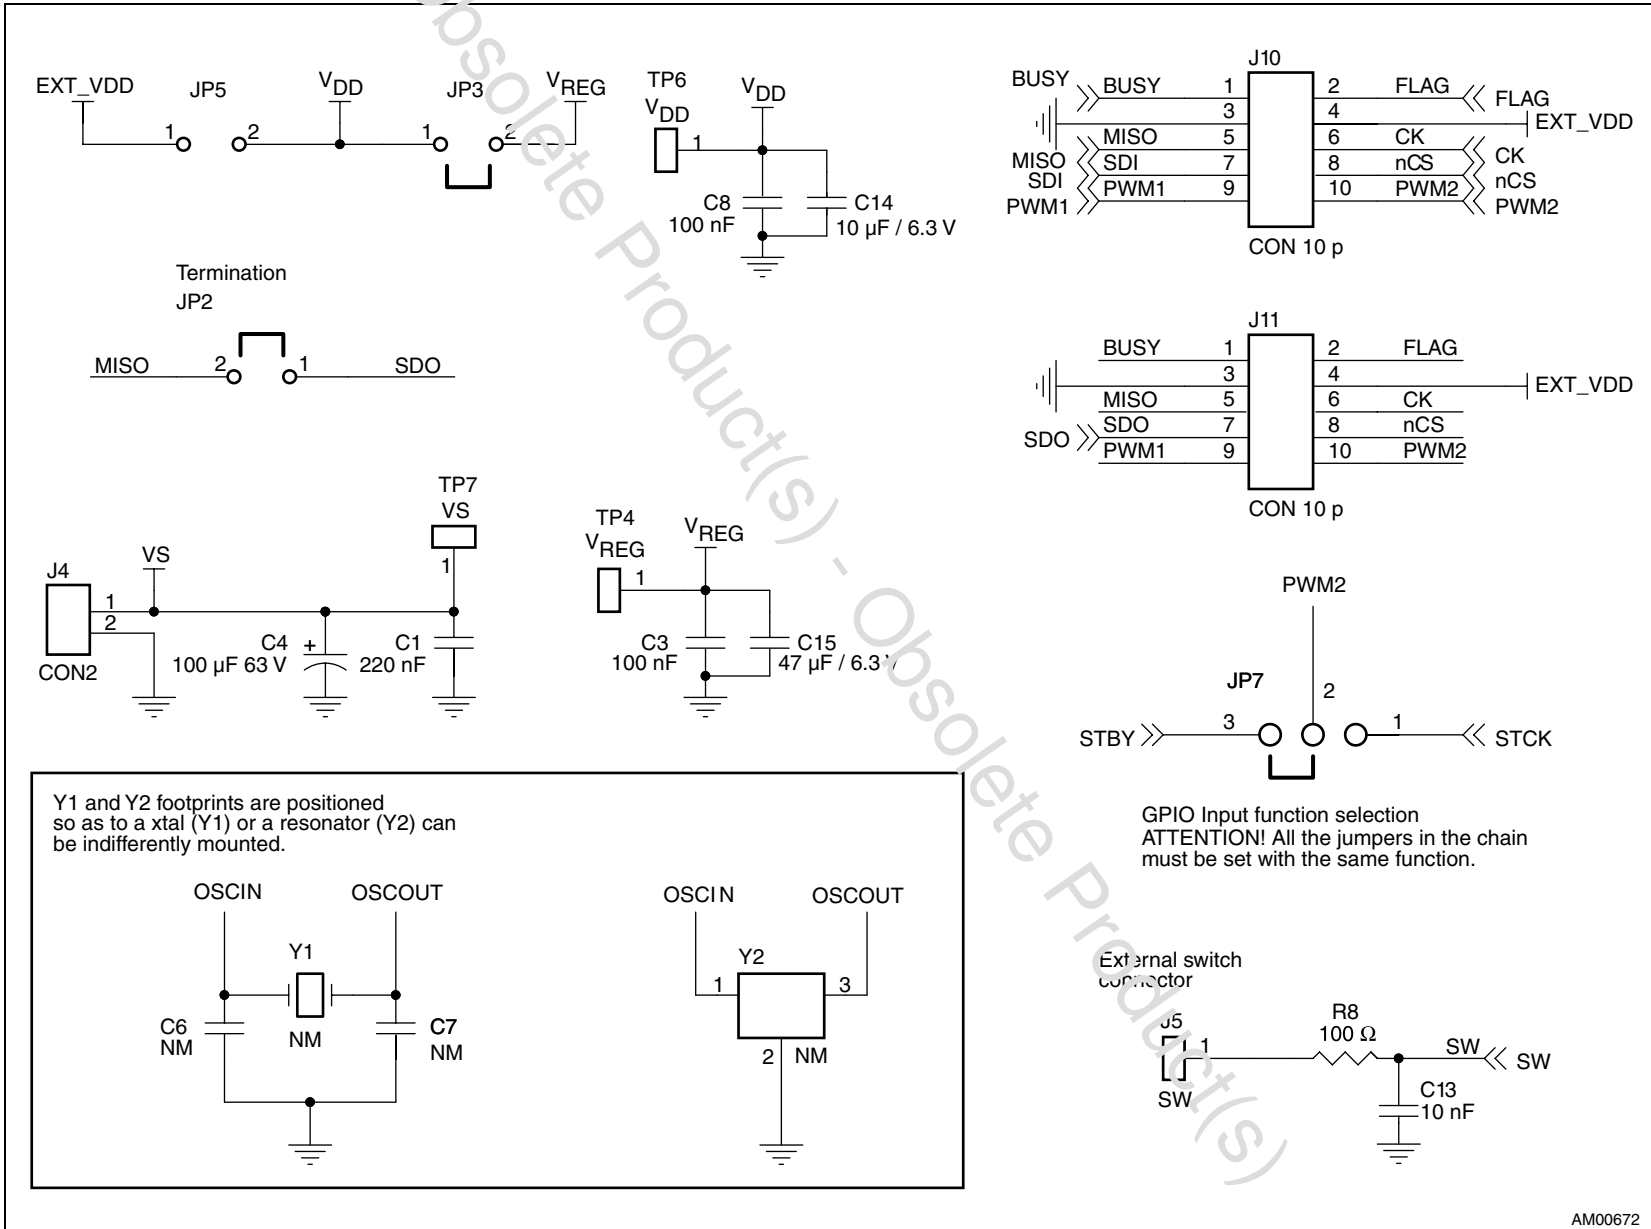 Obsolete Product(s) - Obsolete Product(s)
EXT_VDD
JP5
VDD
JP3
VREG
1
2
1
2
TP6
VDD
1
VDD
C8
100 nF
C14
10 µF / 6.3 V
J10
BUSY
BUSY
1
2
FLAG
FLAG
3
4
EXT_VDD
MISO
MISO
5
6
CK
CK
SDI
SDI
7
8
nCS
nCS
PWM1
PWM1
9
10
PWM2
PWM2
CON 10 p
Termination
JP2
MISO
2
1
SDO
J11
BUSY
1
2
FLAG
3
4
EXT_VDD
MISO
5
6
CK
SDO
SDO
7
8
nCS
PWM1
9
10
PWM2
CON 10 p
J4
1
2
CON2
VS
C4
+
100 µF 63 V
TP7
VS
1
C1
220 nF
TP4
VREG
1
VREG
C3
100 nF
C15
47 µF / 6.3 V
PWM2
JP7
2
STBY
3
1
STCK
GPIO Input function selection
ATTENTION! All the jumpers in the chain
must be set with the same function.
Y1 and Y2 footprints are positioned
so as to a xtal (Y1) or a resonator (Y2) can
be indifferently mounted.
OSCIN
OSCOUT
Y1
NM
C6
NM
C7
NM
OSCIN
OSCOUT
Y2
1
3
2
NM
External switch
connector
J5
1
SW
R8
100 Ω
SW
SW
C13
10 nF
AM00672